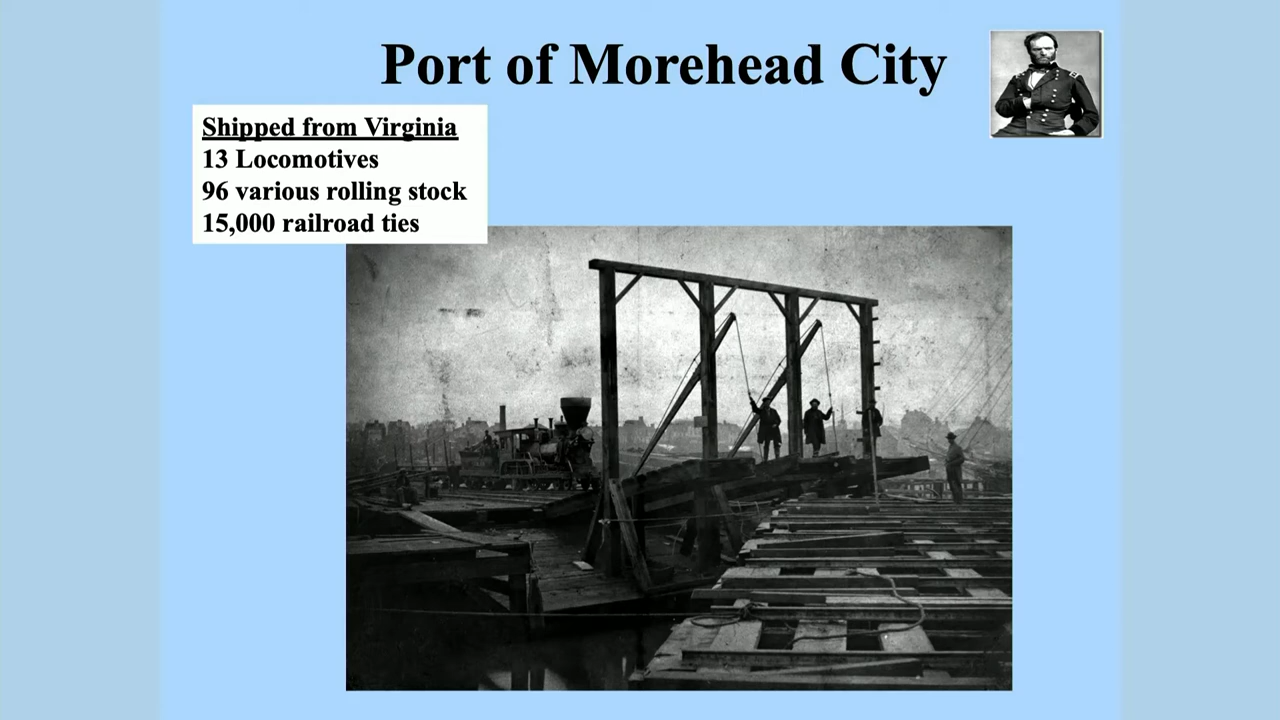 Port of Morehead City
Shipped from Virginia
13 Locomotives
96 various rolling stock
15,000 railroad ties